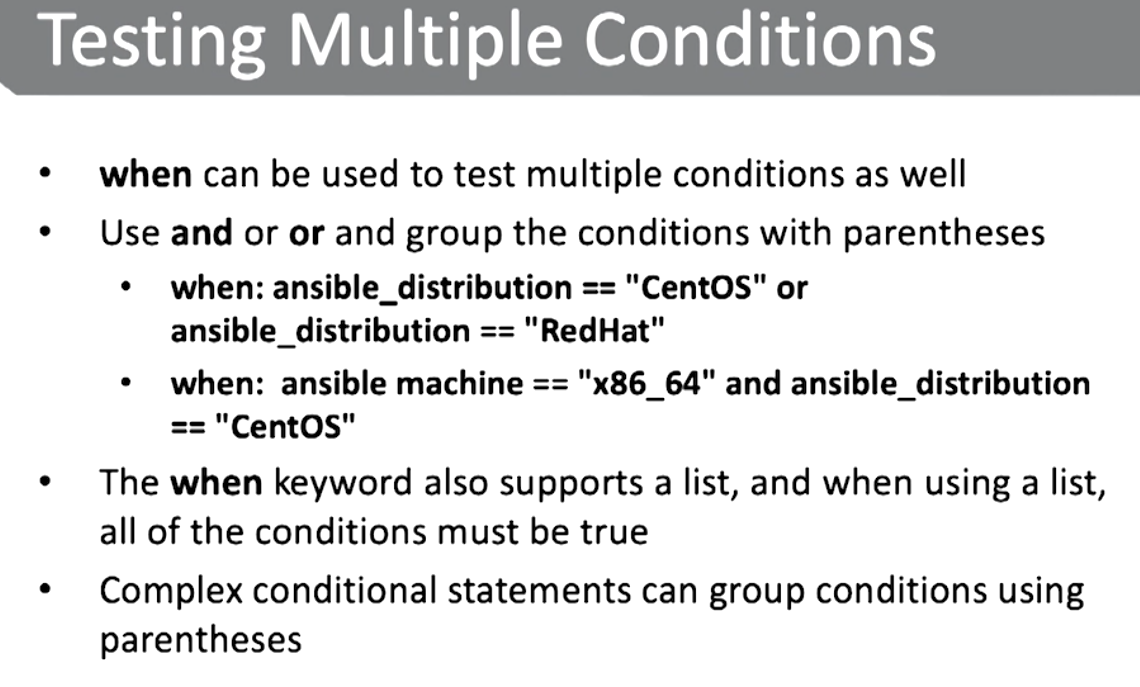 Testing Multiple Conditions
• when can be used to test multiple conditions as well
• Use and or or and group the conditions with parentheses
• when: ansible_distribution == "CentOS" or
ansible_distribution == "RedHat"
• when:  ansible machine == "x86_64" and ansible_distribution
== "CentOS"
• The when keyword also supports a list, and when using a list,
all of the conditions must be true
• Complex conditional statements can group conditions using
parentheses